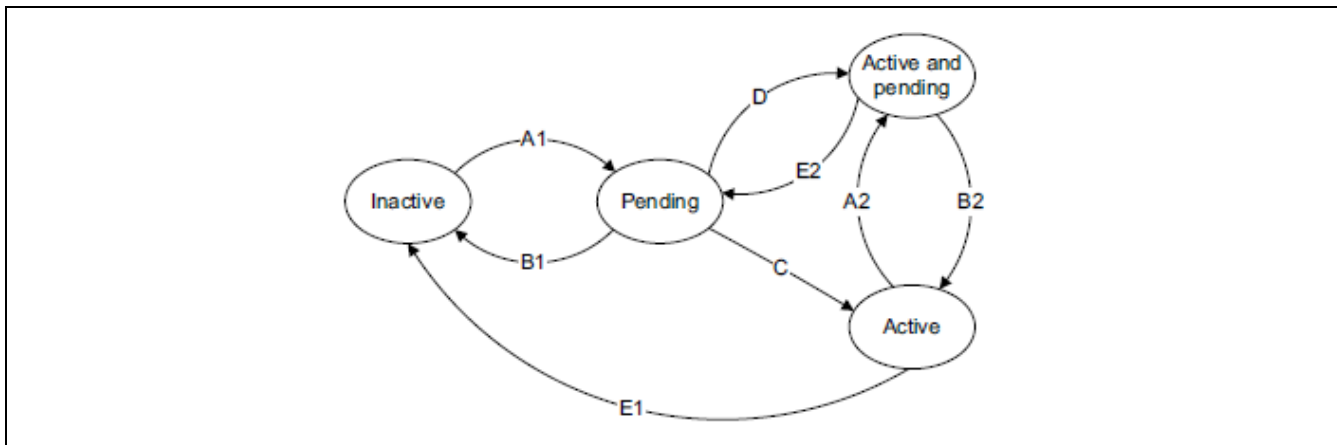 Active and
pending
D
A1
E2
Inactive
Pending
A2
B2
B1
C
Active
E1